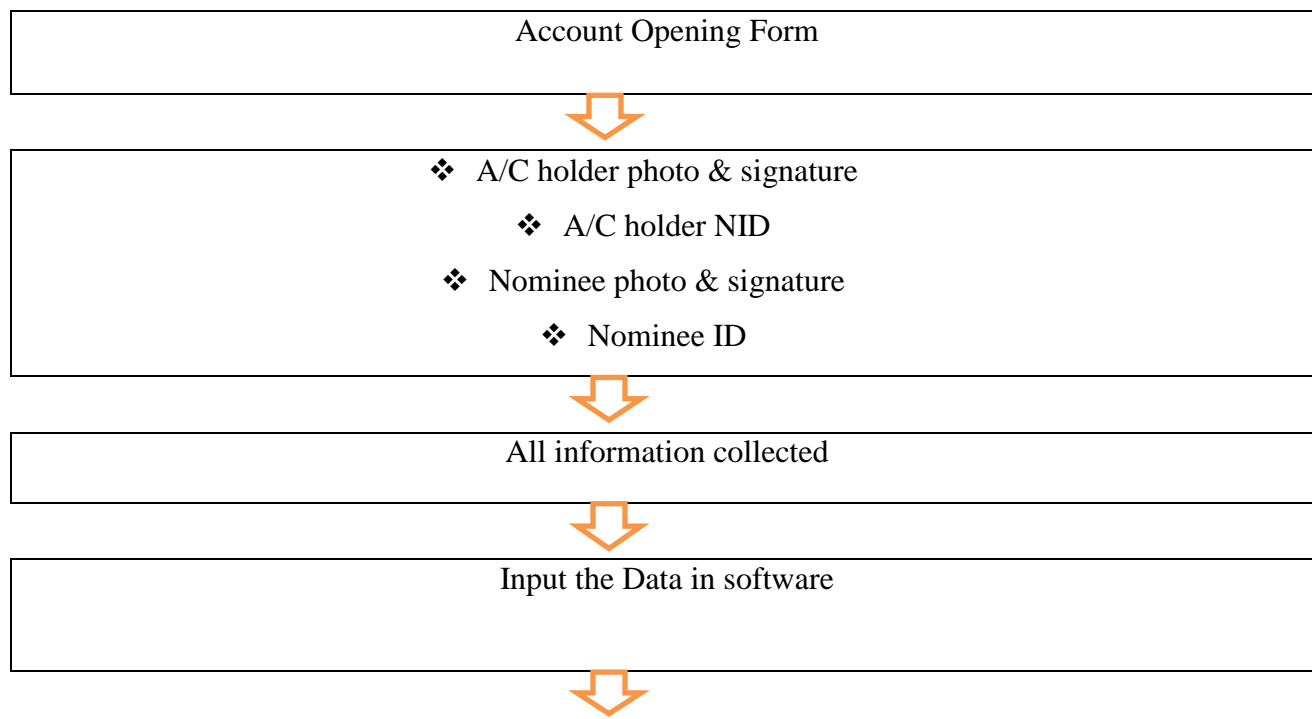 Account Opening Form
❖ A/C holder photo & signature
❖ A/C holder NID
❖ Nominee photo & signature
❖ Nominee ID
All information collected
Input the Data in software